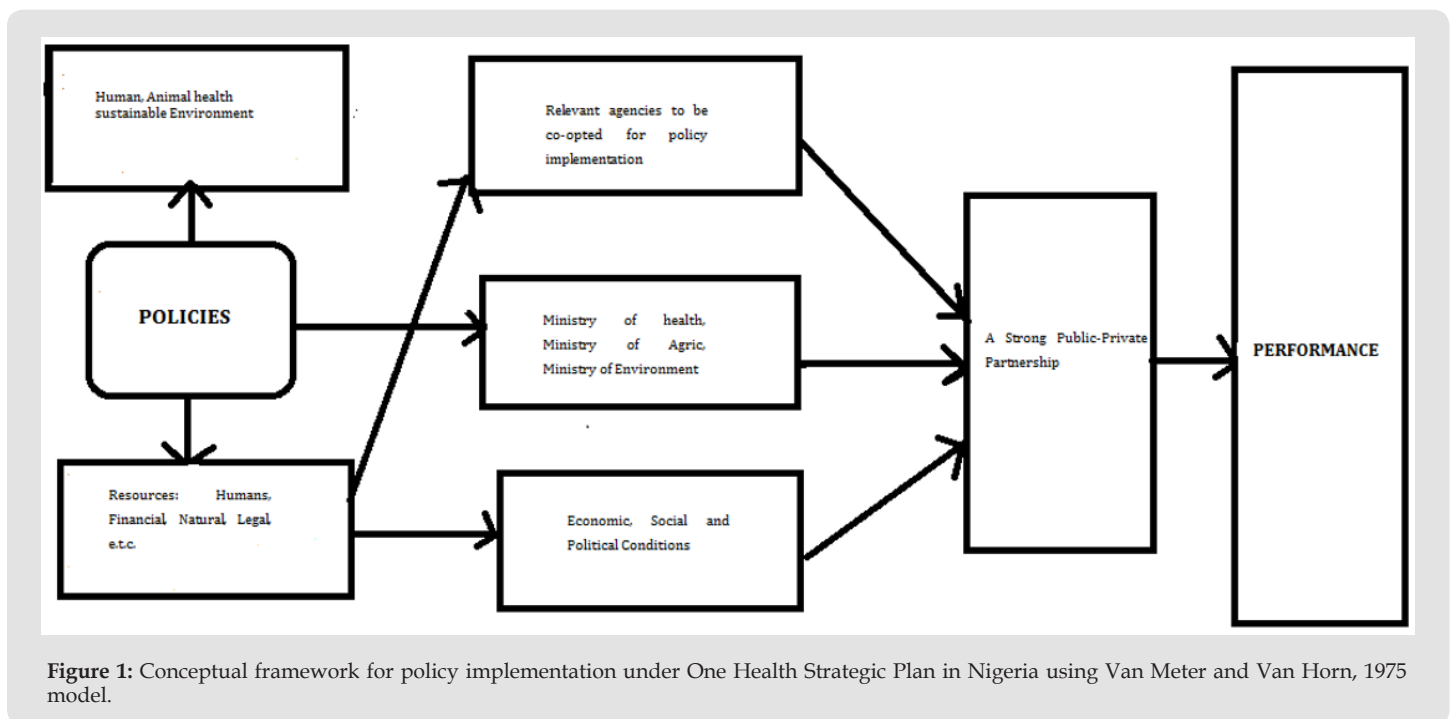 Human, Animal health
sustainable Environment
POLICIES
Resources: Humans,
Financial, Natural, Legal,
e.t.c.
Relevant agencies to be
co-opted for policy
implementation
Ministry of health,
Ministry of Agric,
Ministry of Environment
Economic, Social and
Political Conditions
A Strong Public-Private
Partnership
PERFORMANCE
Figure 1: Conceptual framework for policy implementation under One Health Strategic Plan in Nigeria using Van Meter and Van Horn, 1975
model.